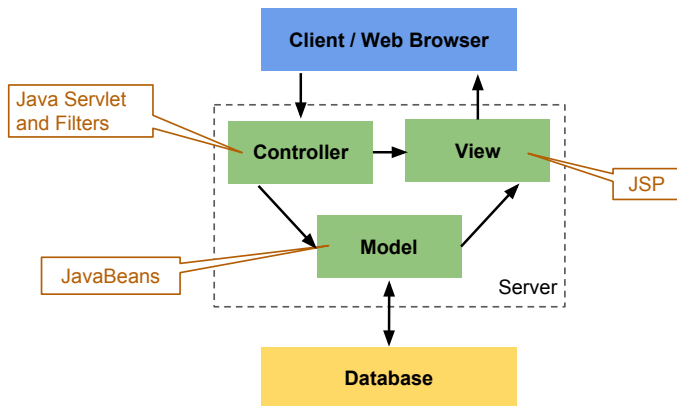 Client / Web Browser
Java Servlet
and Filters
Controller
View
JSP
Model
JavaBeans
Server
Database